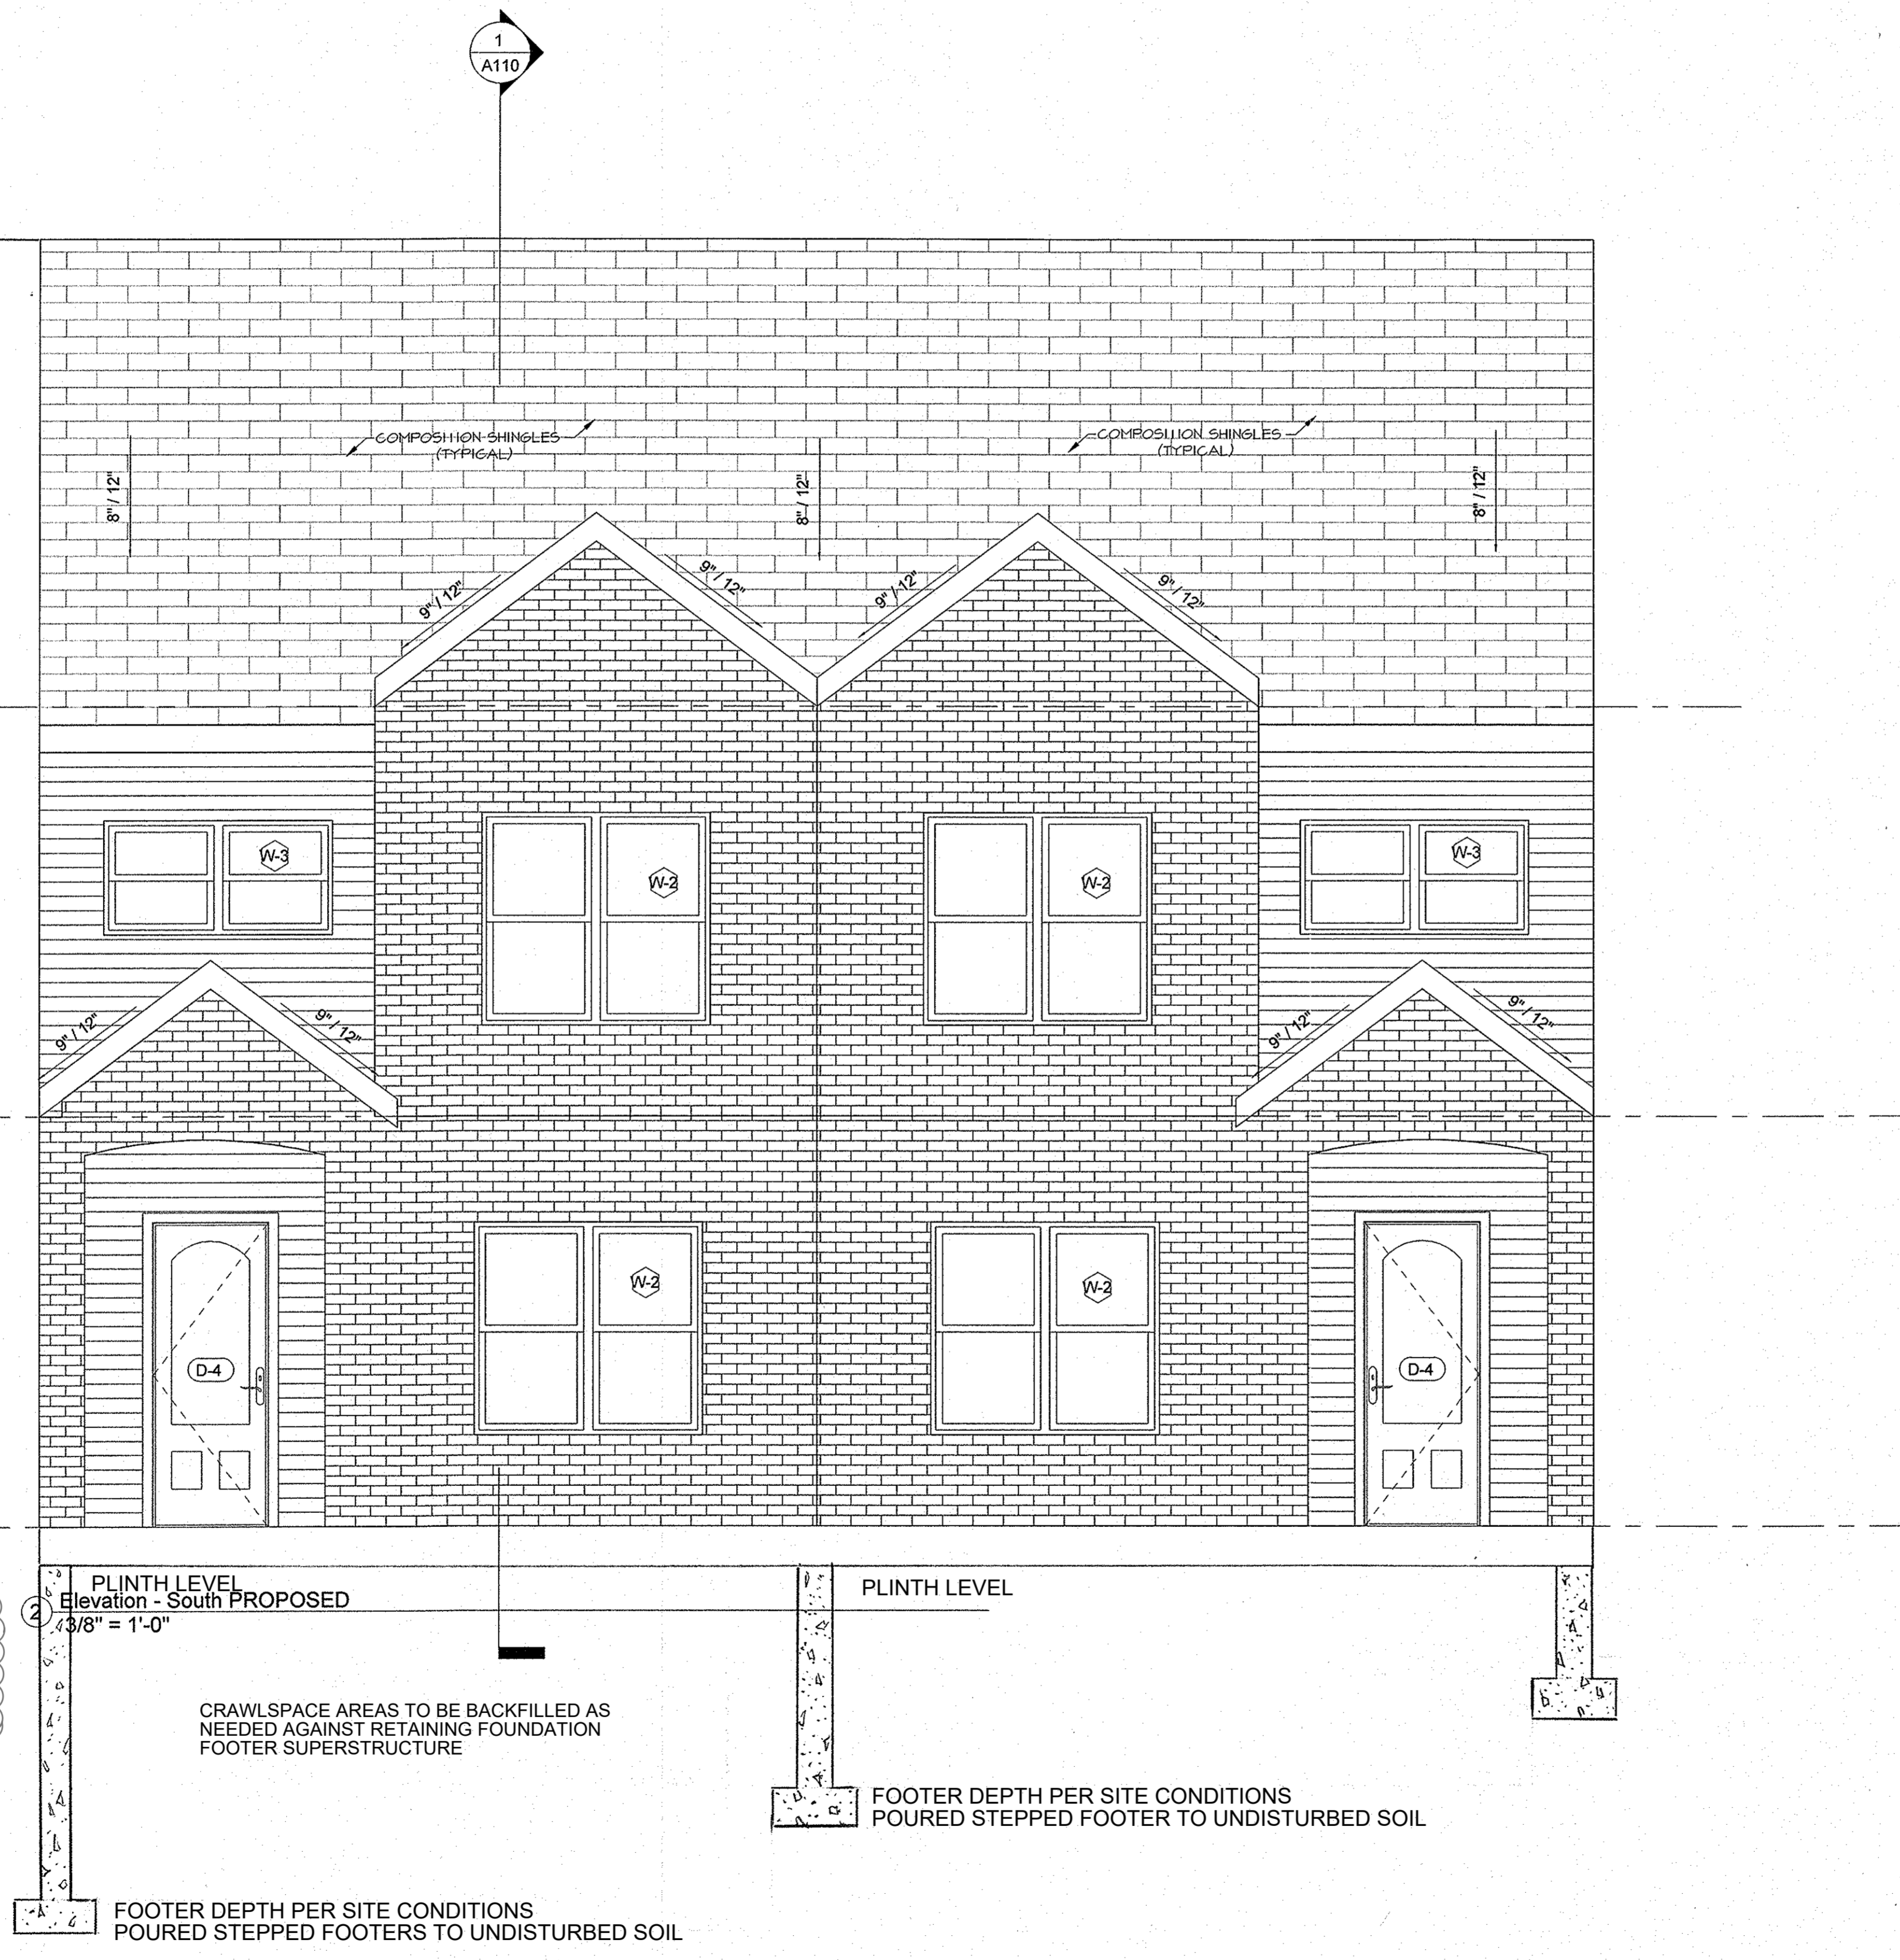 1
A110
COMPOSITION SHINGLES
(TYPICAL)
COMPOSITION SHINGLES
(TYPICAL)
8" / 12"
8" / 12"
8" / 12"
9" / 12"
9" / 12"
9" / 12"
9" / 12"
W-3
W-2
W-2
W-3
9" / 12"
9" / 12"
9" / 12"
9" / 12"
W-2
W-2
D-4
D-4
PLINTH LEVEL
PLINTH LEVEL
2
Elevation - South PROPOSED
3/8" = 1'-0"
CRAWLSPACE AREAS TO BE BACKFILLED AS
NEEDED AGAINST RETAINING FOUNDATION
FOOTER SUPERSTRUCTURE
FOOTER DEPTH PER SITE CONDITIONS
POURED STEPPED FOOTER TO UNDISTURBED SOIL
FOOTER DEPTH PER SITE CONDITIONS
POURED STEPPED FOOTERS TO UNDISTURBED SOIL